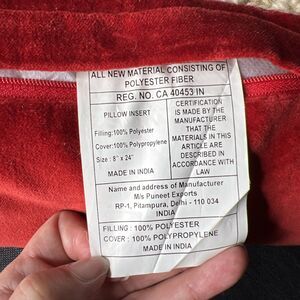 ALL NEW MATERIAL CONSISTING OF
POLYESTER FIBER
REG. NO. CA 40453 IN
PILLOW INSERT
Filling:100% Polyester
Cover:100% Polypropylene
Size : 8" x 24"
MADE IN INDIA
CERTIFICATION
IS MADE BY THE
MANUFACTURER
THAT THE
MATERIALS IN
THIS ARTICLE ARE
DESCRIBED IN
ACCORDANCE WITH
LAW
Name and address of Manufacturer
M/s Puneet Exports
RP-1, Pitampura, Delhi - 110 034
INDIA
FILLING : 100% POLYESTER
COVER : 100% POLYPROPYLENE
MADE IN INDIA